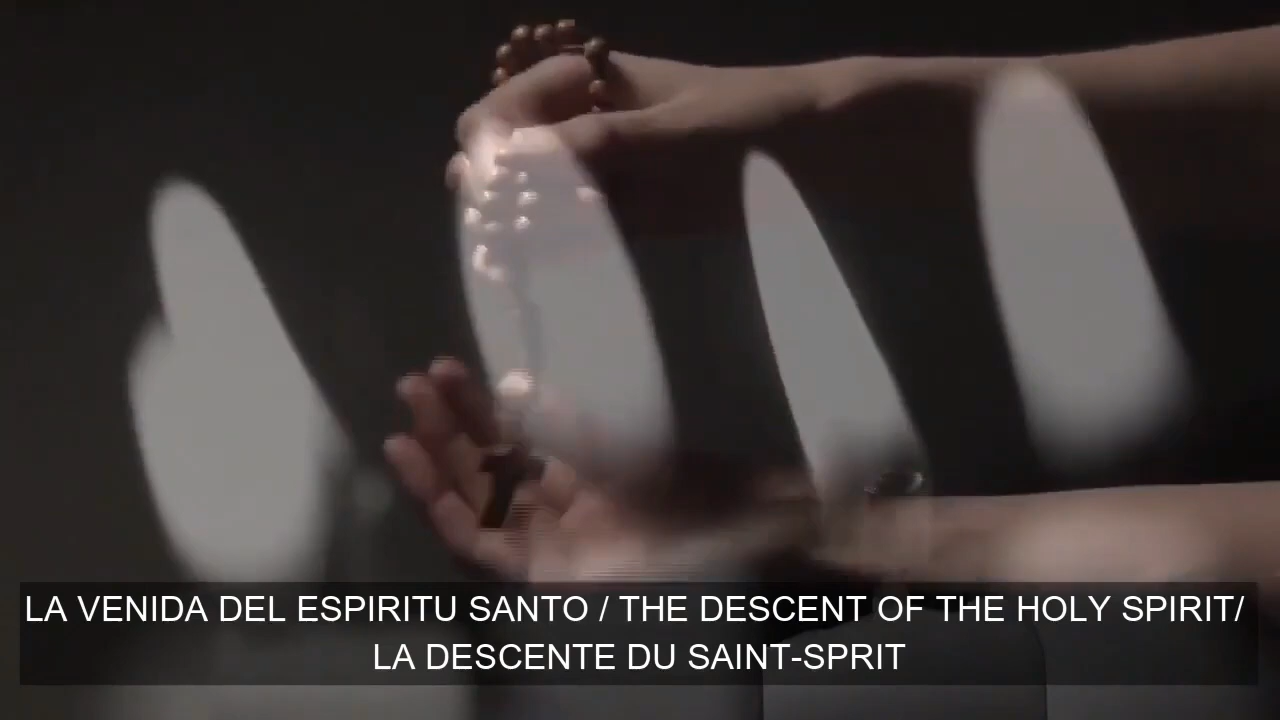 LA VENIDA DEL ESPIRITU SANTO / THE DESCENT OF THE HOLY SPIRIT/
LA DESCENTE DU SAINT-SPRIT